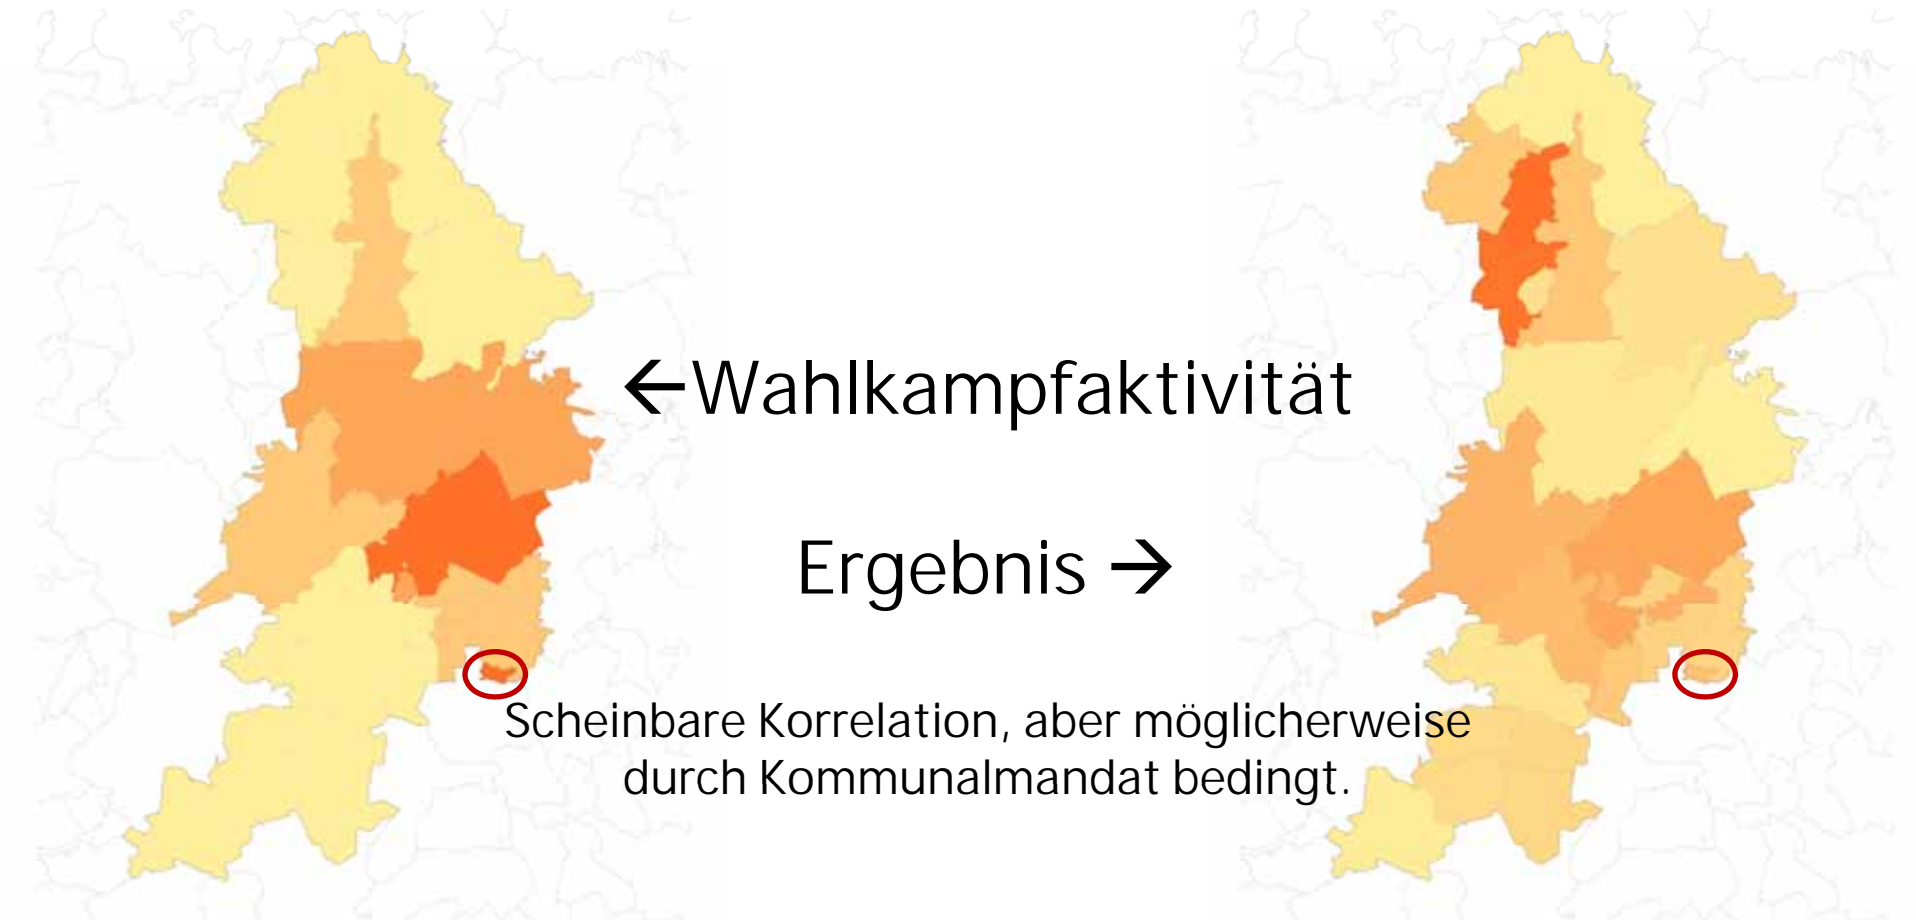 ←Wahlkampfaktivität
Ergebnis →
Scheinbare Korrelation, aber möglicherweise
durch Kommunalmandat bedingt.